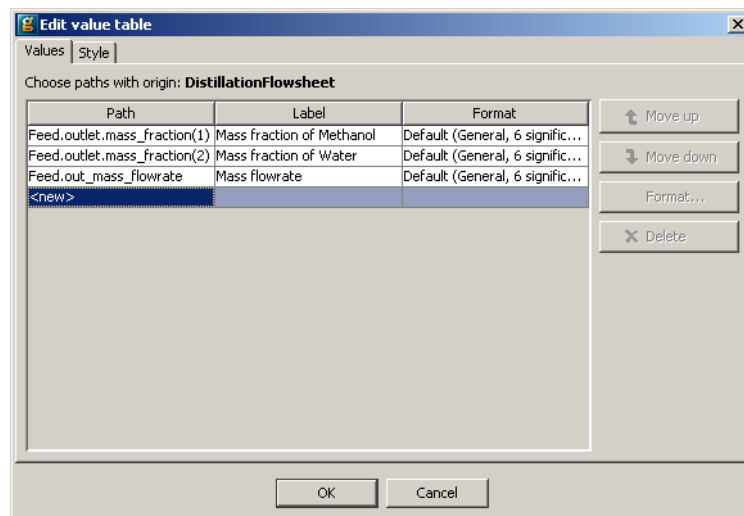 Edit value table
Values Style
Choose paths with origin: DistillationFlowsheet
Path Label Format
Feed.outlet.mass_fraction(1) Mass fraction of Methanol Default (General, 6 signific...
Feed.outlet.mass_fraction(2) Mass fraction of Water Default (General, 6 signific...
Feed.out_mass_flowrate Mass flowrate Default (General, 6 signific...
<new>
Move up
Move down
Format...
Delete
OK Cancel